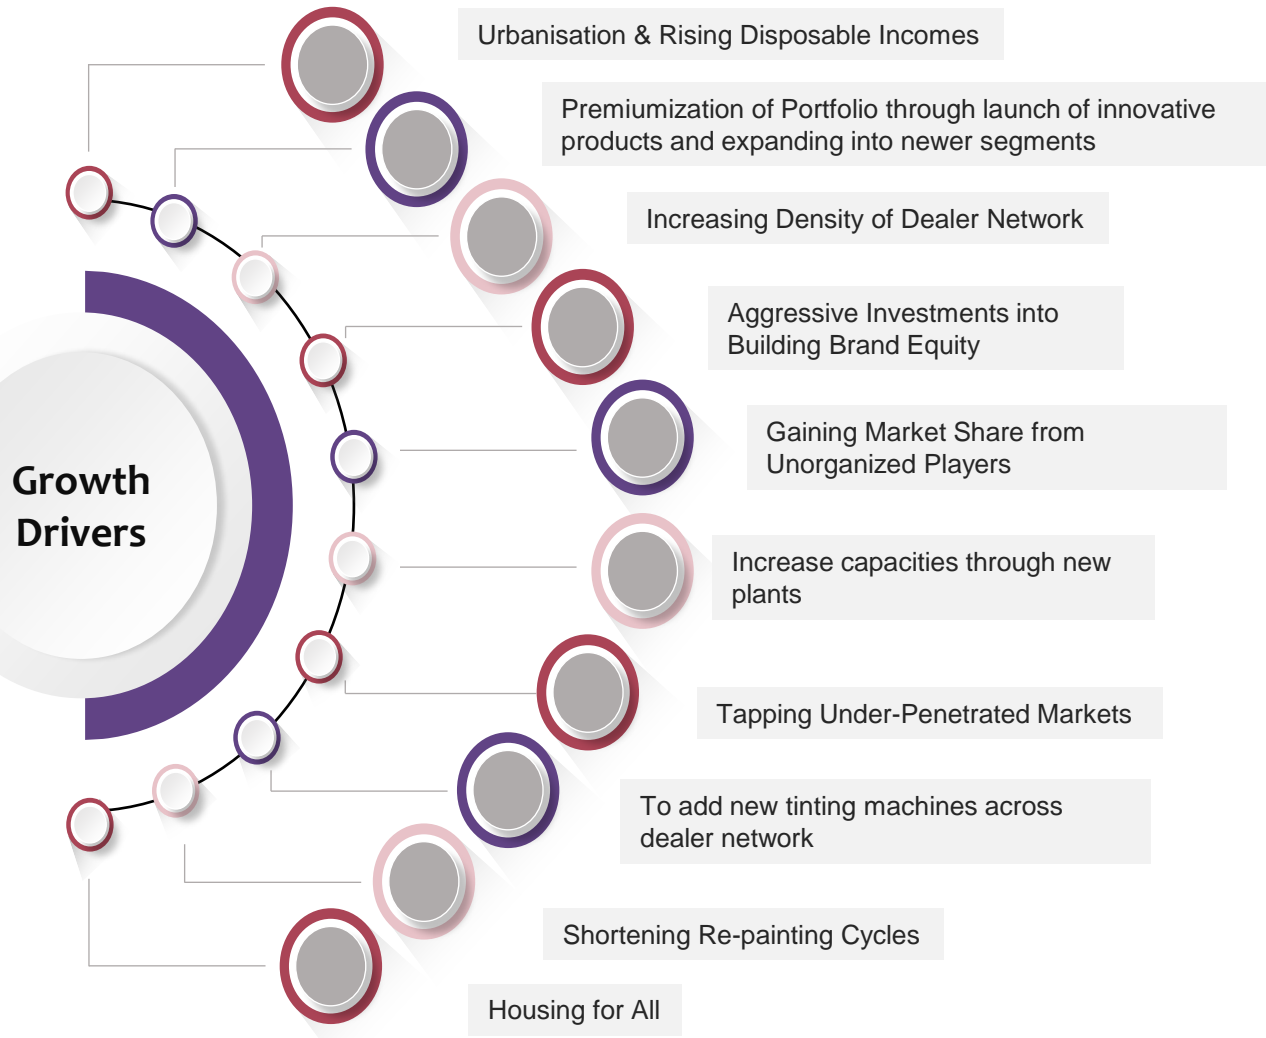 Urbanisation & Rising Disposable Incomes
Premiumization of Portfolio through launch of innovative
products and expanding into newer segments
Increasing Density of Dealer Network
Aggressive Investments into
Building Brand Equity
Gaining Market Share from
Unorganized Players
Growth
Drivers
Increase capacities through new
plants
Tapping Under-Penetrated Markets
To add new tinting machines across
dealer network
Shortening Re-painting Cycles
Housing for All